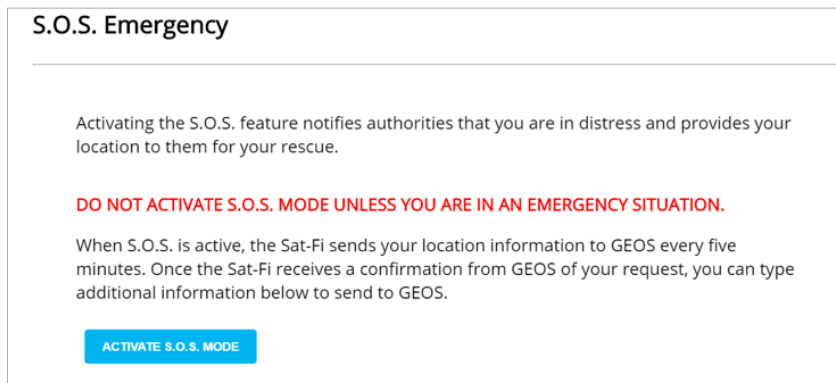 S.O.S. Emergency
Activating the S.O.S. feature notifies authorities that you are in distress and provides your
location to them for your rescue.
DO NOT ACTIVATE S.O.S. MODE UNLESS YOU ARE IN AN EMERGENCY SITUATION.
When S.O.S. is active, the Sat-Fi sends your location information to GEOS every five
minutes. Once the Sat-Fi receives a confirmation from GEOS of your request, you can type
additional information below to send to GEOS.
ACTIVATE S.O.S. MODE